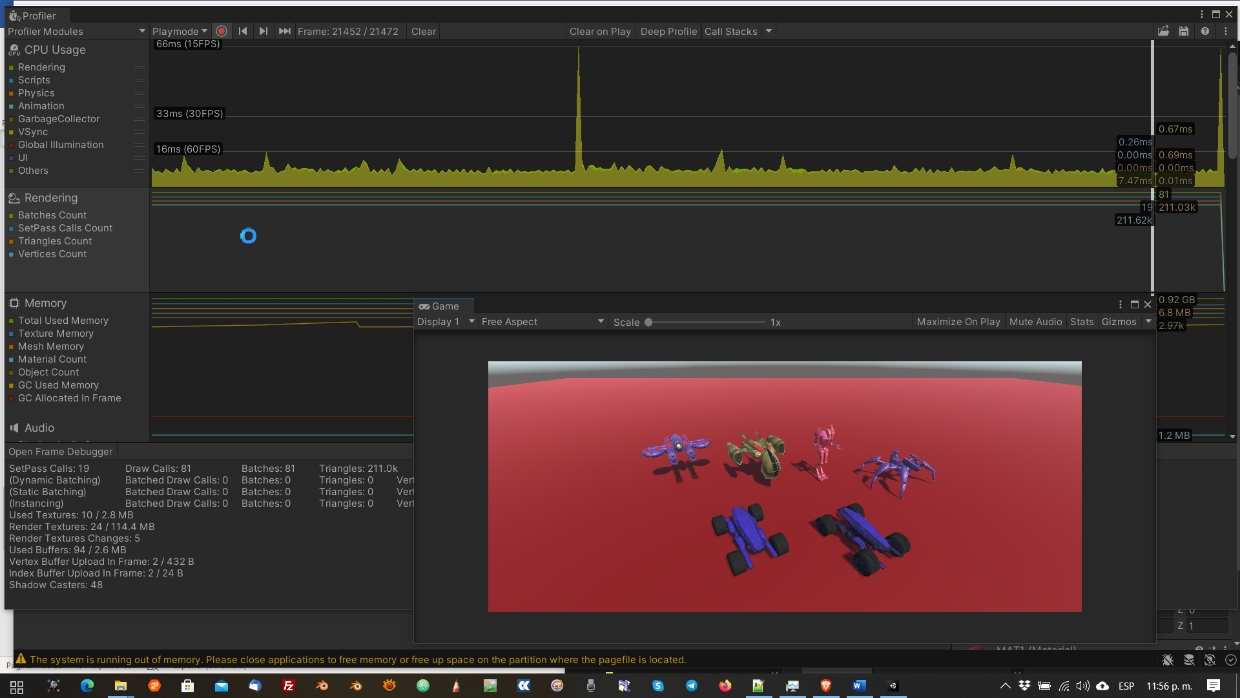 Profiler
Profiler Modules Playmode Frame: 21452 / 21472 Clear Clear on Play Deep Profile Call Stacks
CPU Usage
Rendering
Scripts
Physics
Animation
GarbageCollector
VSync
Global Illumination
UI
Others
66ms (15FPS)
33ms (30FPS)
16ms (60FPS)
0.67ms
0.26ms
0.00ms 0.69ms
0.00ms 0.00ms
7.47ms 0.01ms
Rendering
Batches Count
SetPass Calls Count
Triangles Count
Vertices Count
81
19 211.03k
211.62k
Memory
Total Used Memory
Texture Memory
Mesh Memory
Material Count
Object Count
GC Used Memory
GC Allocated In Frame
0.92 GB
6.8 MB
2.97k
1.2 MB
Audio
Game
Display 1 Free Aspect Scale 1x Maximize On Play Mute Audio Stats Gizmos
Open Frame Debugger
SetPass Calls: 19 Draw Calls: 81 Batches: 81 Triangles: 211.0k Vert
(Dynamic Batching) Batched Draw Calls: 0 Batches: 0 Triangles: 0 Ver
(Static Batching) Batched Draw Calls: 0 Batches: 0 Triangles: 0 Ver
(Instancing) Batched Draw Calls: 0 Batches: 0 Triangles: 0 Ver
Used Textures: 10 / 2.8 MB
Render Textures: 24 / 114.4 MB
Render Textures Changes: 5
Used Buffers: 94 / 2.6 MB
Vertex Buffer Upload In Frame: 2 / 432 B
Index Buffer Upload In Frame: 2 / 24 B
Shadow Casters: 48
Z 0
Z 1
MAT1 (Material)
The system is running out of memory. Please close applications to free memory or free up space on the partition where the pagefile is located.
ESP 11:56 p. m.